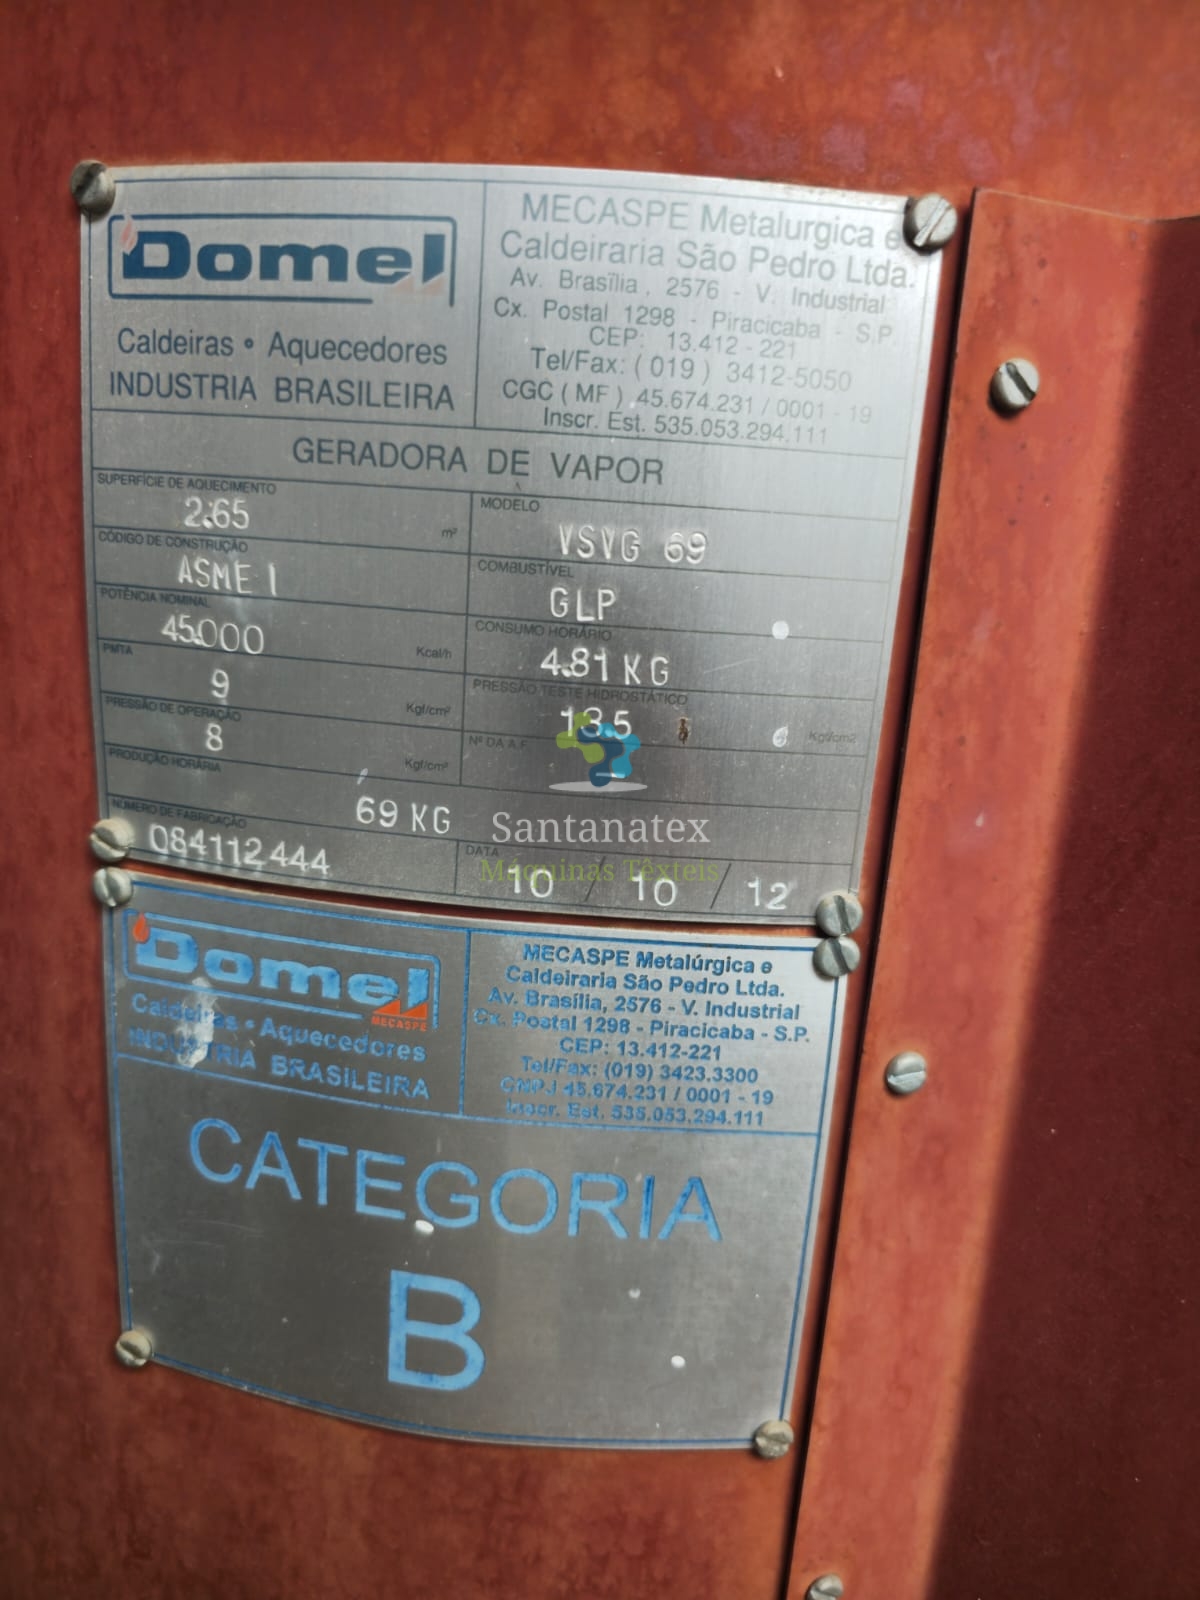 Domel
Caldeiras • Aquecedores
INDUSTRIA BRASILEIRA
MECASPE Metalurgica e
Caldeiraria São Pedro Ltda.
Av. Brasília, 2576 - V. Industrial
Cx. Postal 1298 - Piracicaba - S.P
CEP: 13.412-221
Tel/Fax: (019) 3412-5050
CGC (MF) 45.674.231 / 0001 - 19
Inscr. Est. 535.053.294.111
GERADORA DE VAPOR
SUPERFÍCIE DE AQUECIMENTO
2.65 m²
MODELO
VSVG 69
CÓDIGO DE CONSTRUÇÃO
ASME I
COMBUSTÍVEL
GLP
POTÊNCIA NOMINAL
45.000 Kcal/h
CONSUMO HORÁRIO
4.81 KG
PMTA
9 Kgf/cm²
PRESSÃO TESTE HIDROSTÁTICO
13.5 Kgf/cm2
PRESSÃO DE OPERAÇÃO
8 Kgf/cm²
Nº DA A.F.
PRODUÇÃO HORÁRIA
69 KG
NÚMERO DE FABRICAÇÃO
084112444
DATA
10 / 10 / 12
Santanatex
Máquinas Têxteis
Domel
MECASPE
Caldeiras • Aquecedores
INDUSTRIA BRASILEIRA
MECASPE Metalúrgica e
Caldeiraria São Pedro Ltda.
Av. Brasília, 2576 - V. Industrial
Cx. Postal 1298 - Piracicaba - S.P.
CEP: 13.412-221
Tel/Fax: (019) 3423.3300
CNPJ 45.674.231 / 0001 - 19
Inscr. Est. 535.053.294.111
CATEGORIA
B